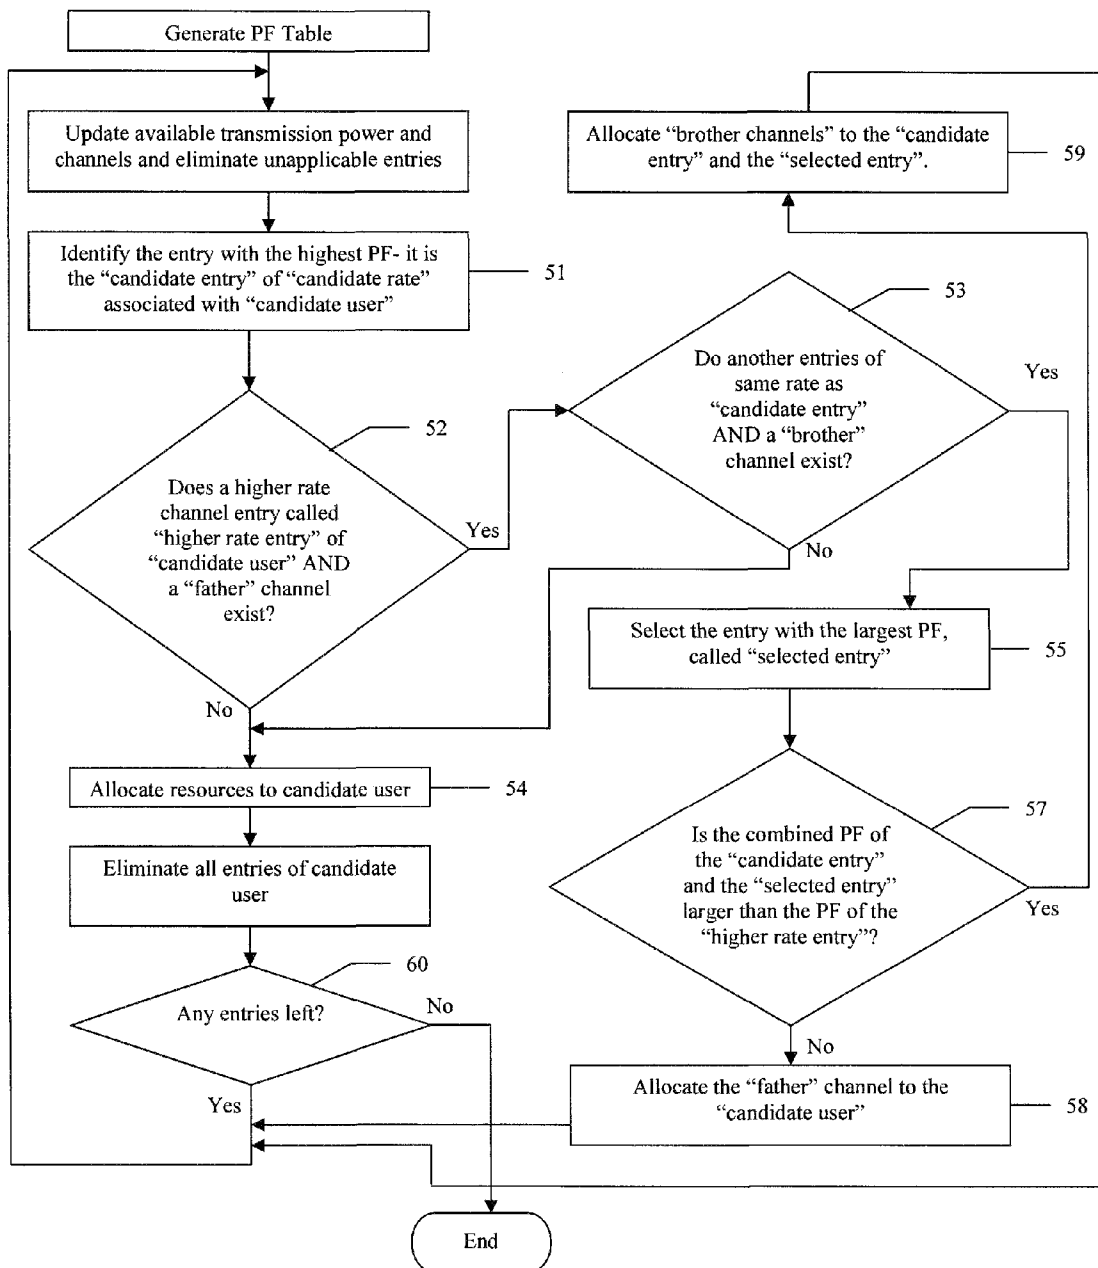 Generate PF Table
Update available transmission power and
channels and eliminate unapplicable entries
Identify the entry with the highest PF- it is
the “candidate entry” of “candidate rate”
associated with “candidate user”
51
52
Does a higher rate
channel entry called
“higher rate entry” of
“candidate user” AND
a “father” channel
exist?
Yes
No
Allocate resources to candidate user
54
Eliminate all entries of candidate
user
60
Any entries left?
No
Yes
Allocate “brother channels” to the “candidate
entry” and the “selected entry”.
59
53
Do another entries of
same rate as
“candidate entry”
AND a “brother”
channel exist?
Yes
No
Select the entry with the largest PF,
called “selected entry”
55
57
Is the combined PF of
the “candidate entry”
and the “selected entry”
larger than the PF of the
“higher rate entry”?
Yes
No
Allocate the “father” channel to the
“candidate user”
58
End